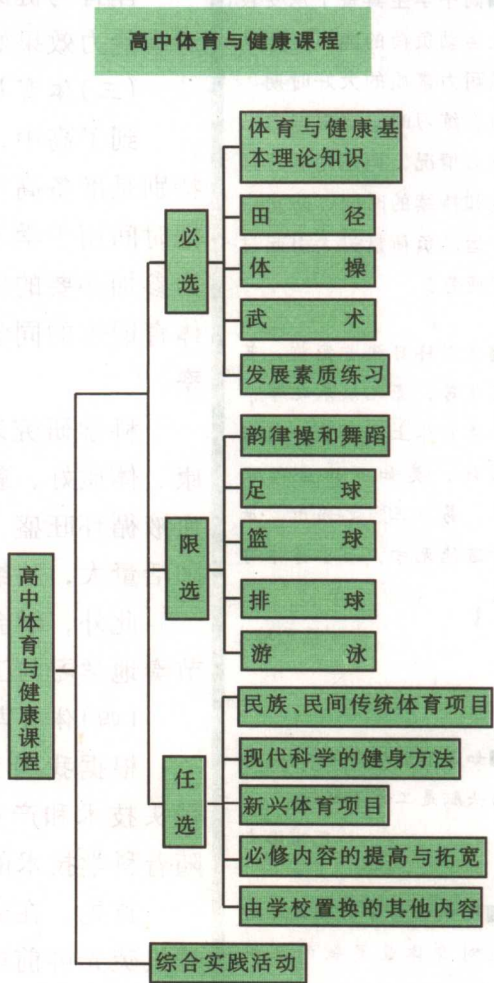 高中体育与健康课程
体育与健康基
本理论知识
田径
必选
体操
武术
发展素质练习
韵律操和舞蹈
足球
限选
篮球
排球
游泳
高中体育与健康课程
民族、民间传统体育项目
现代科学的健身方法
任选
新兴体育项目
必修内容的提高与拓宽
由学校置换的其他内容
综合实践活动